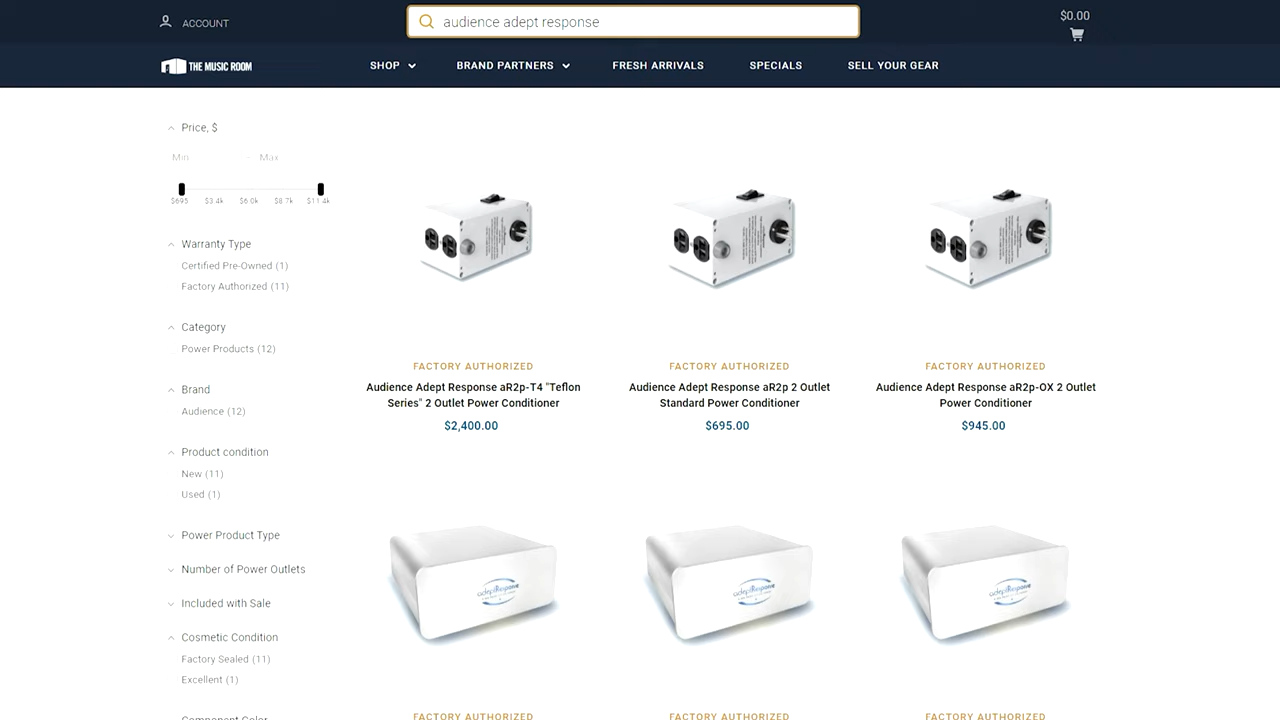 ACCOUNT
audience adept response
$0.00
THE MUSIC ROOM
SHOP
BRAND PARTNERS
FRESH ARRIVALS
SPECIALS
SELL YOUR GEAR
Price, $
Min - Max
$695 $3.4k $6.0k $8.7k $11.4k
Warranty Type
Certified Pre-Owned (1)
Factory Authorized (11)
Category
Power Products (12)
Brand
Audience (12)
Product condition
New (11)
Used (1)
Power Product Type
Number of Power Outlets
Included with Sale
Cosmetic Condition
Factory Sealed (11)
Excellent (1)
Component Color
FACTORY AUTHORIZED
Audience Adept Response aR2p-T4 "Teflon
Series" 2 Outlet Power Conditioner
$2,400.00
FACTORY AUTHORIZED
Audience Adept Response aR2p 2 Outlet
Standard Power Conditioner
$695.00
FACTORY AUTHORIZED
Audience Adept Response aR2p-OX 2 Outlet
Power Conditioner
$945.00
adeptResponse
adeptResponse
adeptResponse
FACTORY AUTHORIZED
FACTORY AUTHORIZED
FACTORY AUTHORIZED